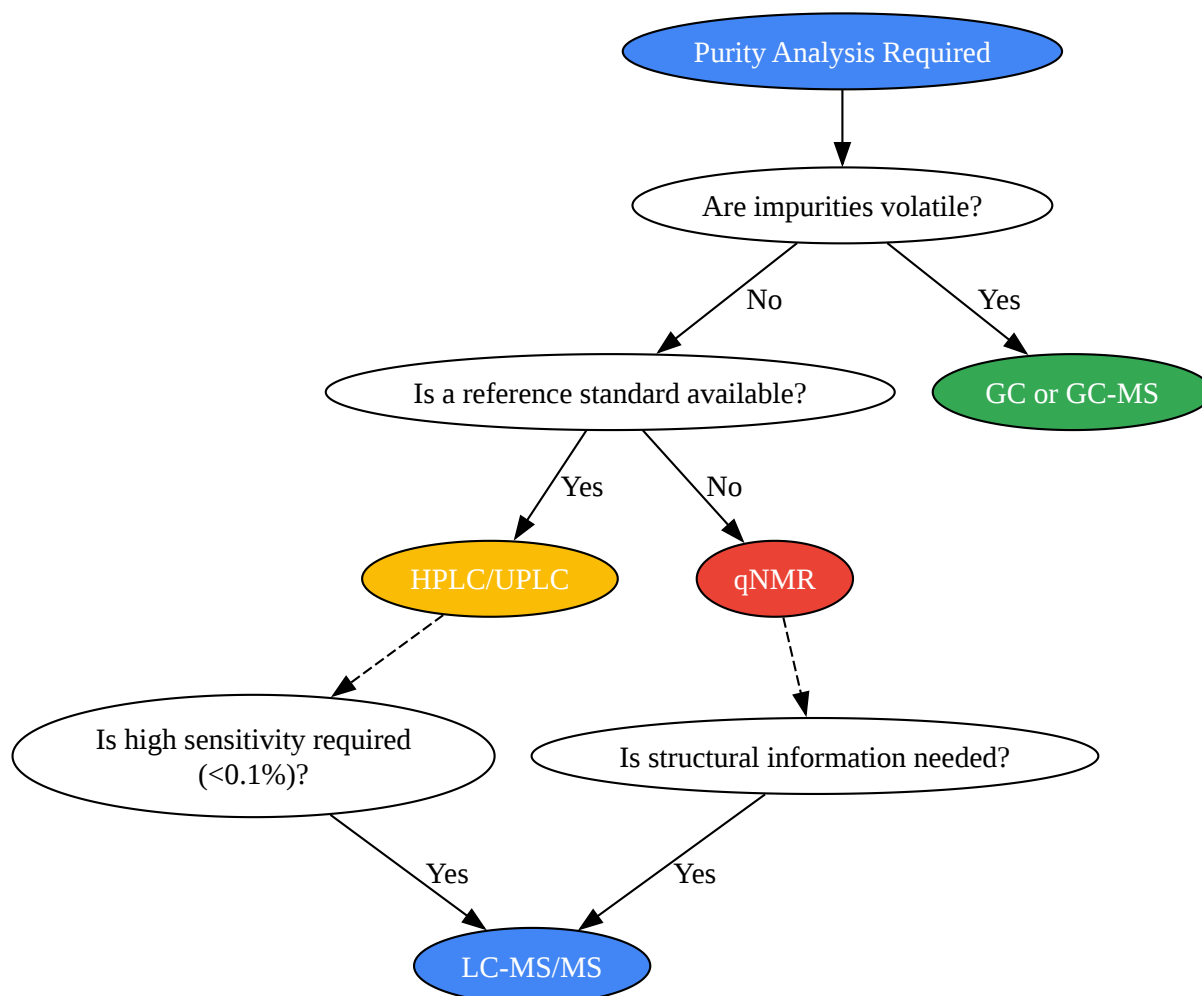 Purity Analysis Required
Are impurities volatile?
No
Yes
Is a reference standard available?
GC or GC-MS
Yes
No
HPLC/UPLC
qNMR
Is high sensitivity required
(<0.1%)?
Is structural information needed?
Yes
Yes
LC-MS/MS